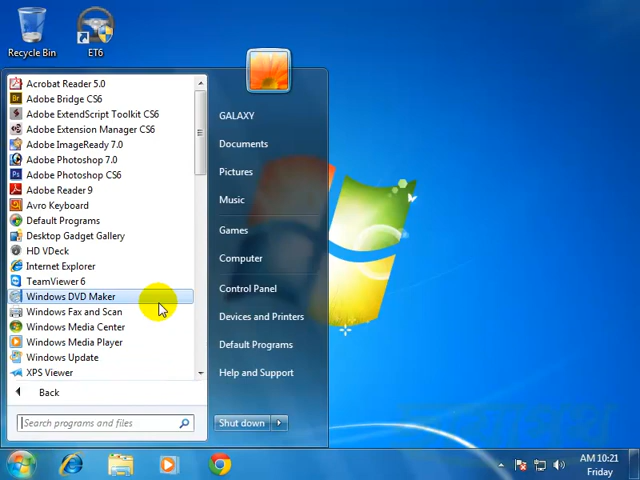 Recycle Bin
ET6
Acrobat Reader 5.0
Adobe Bridge CS6
Adobe ExtendScript Toolkit CS6
Adobe Extension Manager CS6
Adobe ImageReady 7.0
Adobe Photoshop 7.0
Adobe Photoshop CS6
Adobe Reader 9
Avro Keyboard
Default Programs
Desktop Gadget Gallery
HD VDeck
Internet Explorer
TeamViewer 6
Windows DVD Maker
Windows Fax and Scan
Windows Media Center
Windows Media Player
Windows Update
XPS Viewer
Back
Search programs and files
GALAXY
Documents
Pictures
Music
Games
Computer
Control Panel
Devices and Printers
Default Programs
Help and Support
Shut down
AM 10:21
Friday